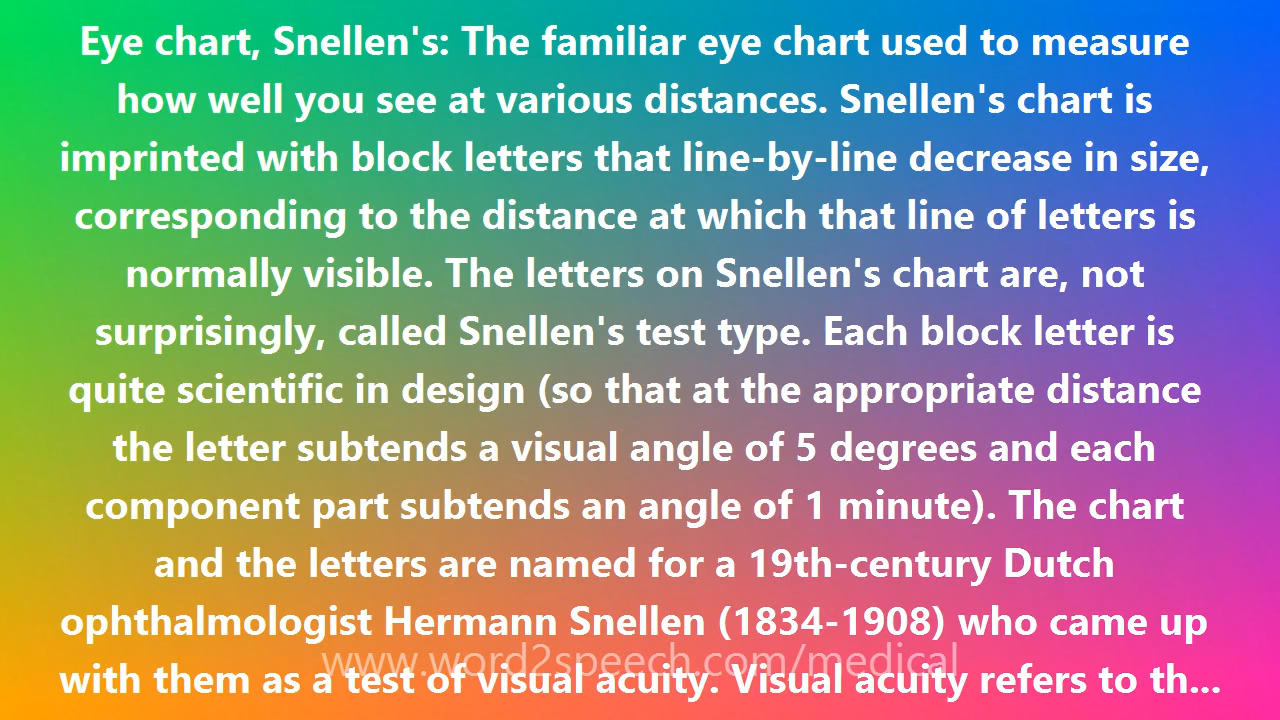 Eye chart, Snellen's: The familiar eye chart used to measure
how well you see at various distances. Snellen's chart is
imprinted with block letters that line-by-line decrease in size,
corresponding to the distance at which that line of letters is
normally visible. The letters on Snellen's chart are, not
surprisingly, called Snellen's test type. Each block letter is
quite scientific in design (so that at the appropriate distance
the letter subtends a visual angle of 5 degrees and each
component part subtends an angle of 1 minute). The chart
and the letters are named for a 19th-century Dutch
ophthalmologist Hermann Snellen (1834-1908) who came up
www.word2speech.com/medical
with them as a test of visual acuity. Visual acuity refers to th...